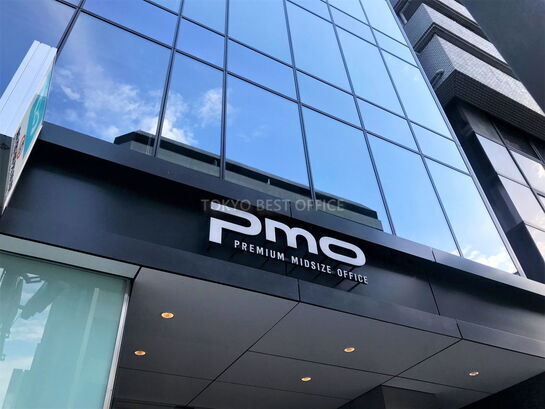 TOKYO BEST OFFICE
PMO
PREMIUM MIDSIZE OFFICE